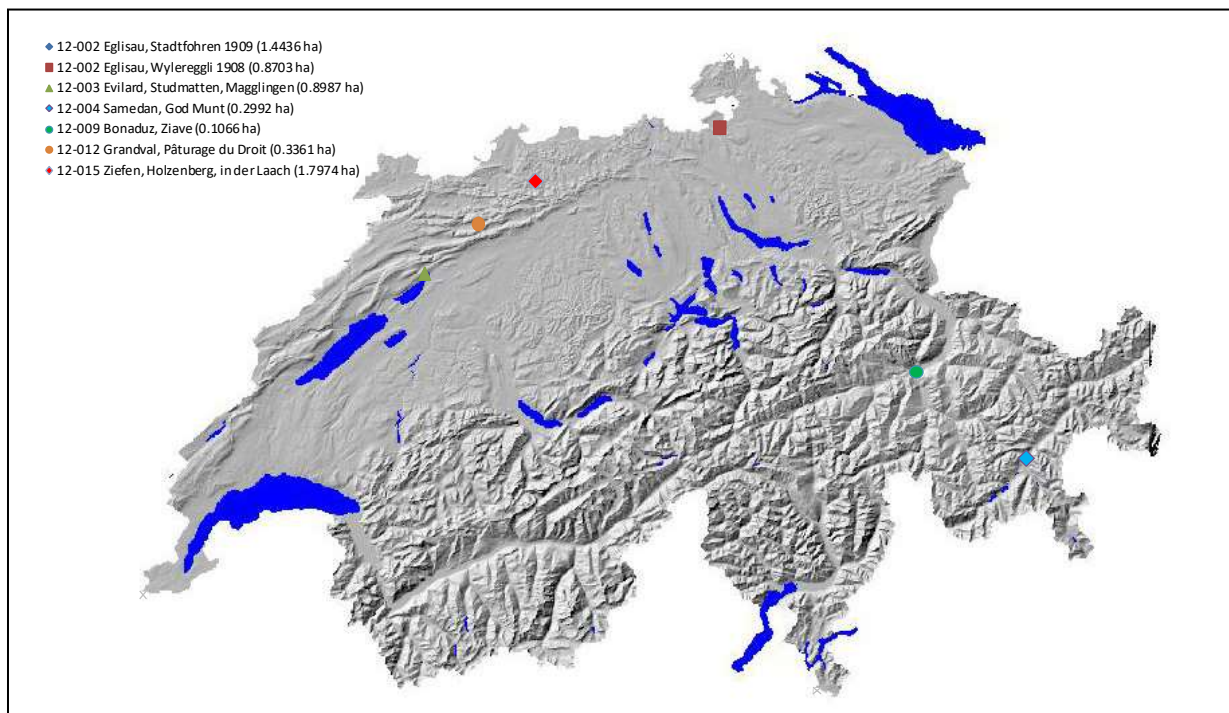 12-002 Eglisau, Stadtfohren 1909 (1.4436 ha)
12-002 Eglisau, Wylereggli 1908 (0.8703 ha)
12-003 Evilard, Studmatten, Magglingen (0.8987 ha)
12-004 Samedan, God Munt (0.2992 ha)
12-009 Bonaduz, Ziave (0.1066 ha)
12-012 Grandval, Pâturage du Droit (0.3361 ha)
12-015 Ziefen, Holzenberg, in der Laach (1.7974 ha)